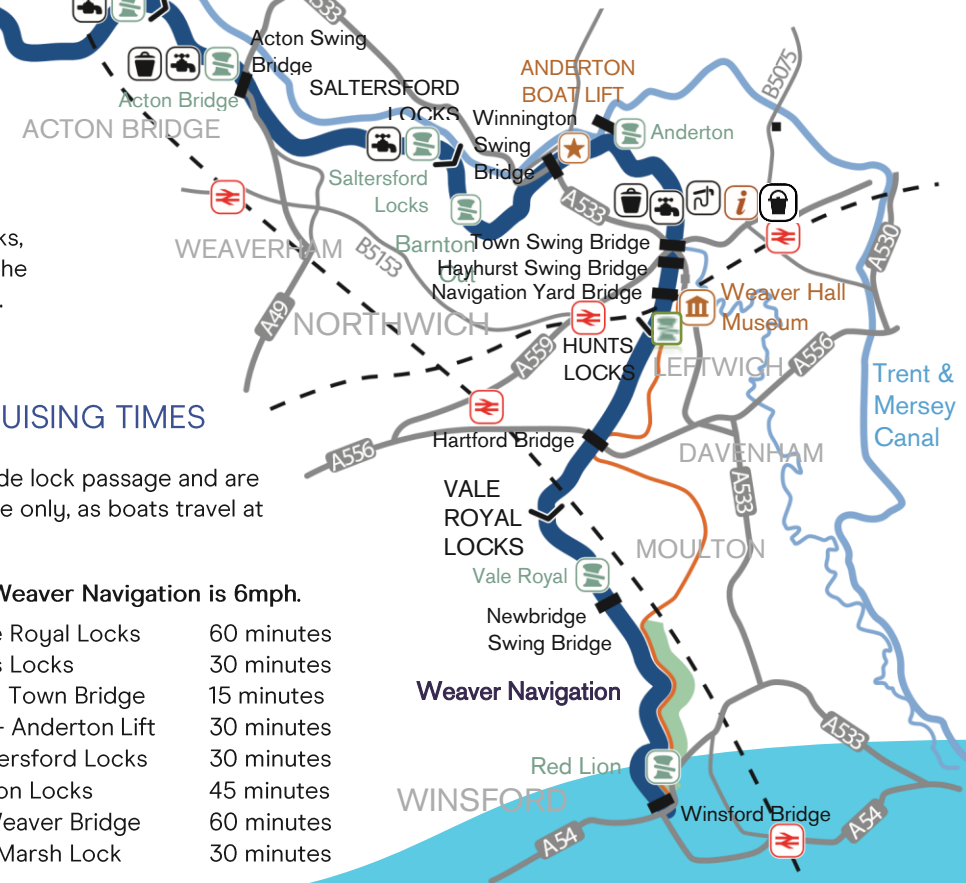 A533
Acton Swing
Bridge
Acton Bridge
ACTON BRIDGE
SALTERSFORD
LOCKS
ANDERTON
BOAT LIFT
B5075
Winnington
Swing
Bridge
Anderton
Saltersford
Locks
A533
i
WEAVERHAM
B5153
Barnton
Cut
Town Swing Bridge
Hayhurst Swing Bridge
Navigation Yard Bridge
A530
ks,
he
.
A49
NORTHWICH
Weaver Hall
Museum
A559
HUNTS
LOCKS
LEFTWICH
A556
Trent &
Mersey
Canal
UISING TIMES
Hartford Bridge
A556
DAVENHAM
de lock passage and are
e only, as boats travel at
A533
VALE
ROYAL
LOCKS
MOULTON
Vale Royal
Weaver Navigation is 6mph.
Newbridge
Swing Bridge
e Royal Locks 60 minutes
s Locks 30 minutes
Town Bridge 15 minutes
- Anderton Lift 30 minutes
ersford Locks 30 minutes
on Locks 45 minutes
Weaver Bridge 60 minutes
Marsh Lock 30 minutes
Weaver Navigation
A533
Red Lion
WINSFORD
Winsford Bridge
A54
A54